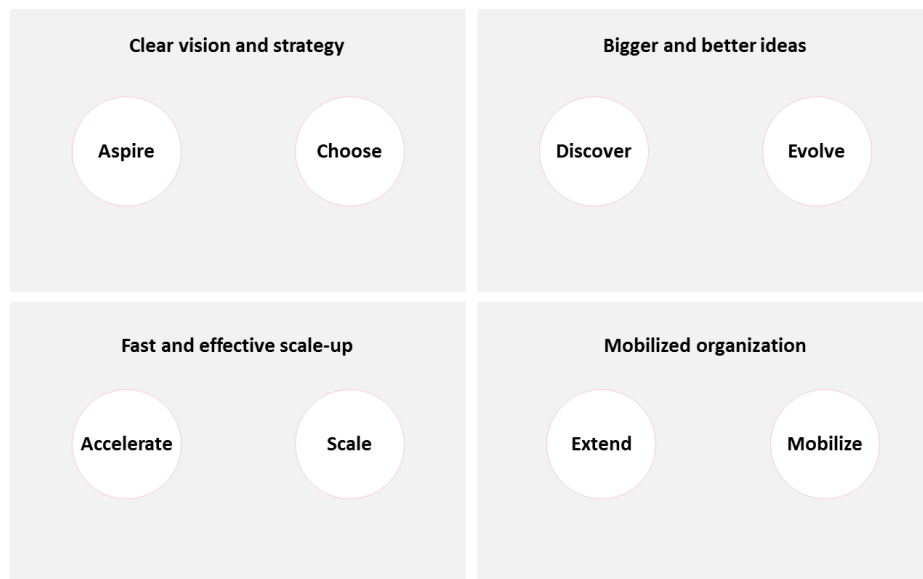 Clear vision and strategy
Aspire
Choose
Bigger and better ideas
Discover
Evolve
Fast and effective scale-up
Accelerate
Scale
Mobilized organization
Extend
Mobilize